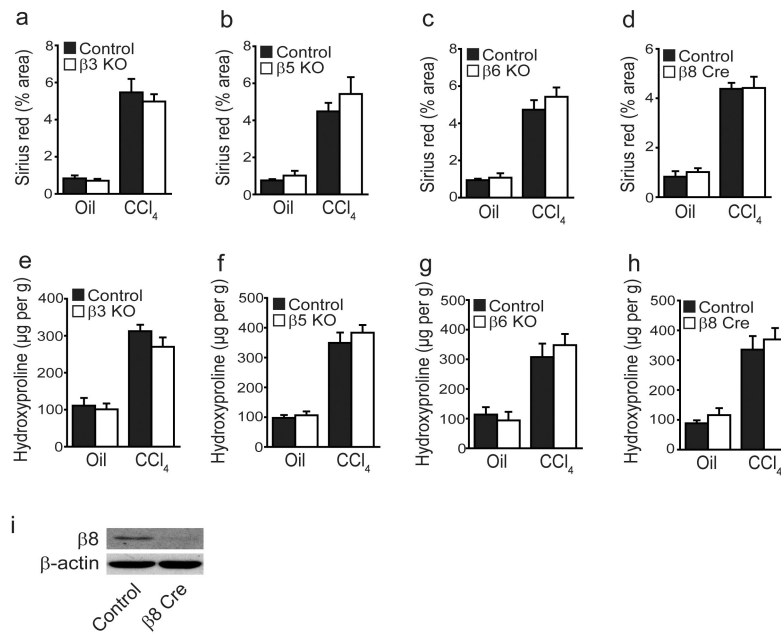 a
Sirius red (% area)
8
6
4
2
0
Control
β3 KO
Oil
CCl4
b
Sirius red (% area)
8
6
4
2
0
Control
β5 KO
Oil
CCl4
c
Sirius red (% area)
8
6
4
2
0
Control
β6 KO
Oil
CCl4
d
Sirius red (% area)
6
4
2
0
Control
β8 Cre
Oil
CCl4
e
Hydroxyproline (μg per g)
400
300
200
100
0
Control
β3 KO
Oil
CCl4
f
Hydroxyproline (μg per g)
500
400
300
200
100
0
Control
β5 KO
Oil
CCl4
g
Hydroxyproline (μg per g)
500
400
300
200
100
0
Control
β6 KO
Oil
CCl4
h
Hydroxyproline (μg per g)
500
400
300
200
100
0
Control
β8 Cre
Oil
CCl4
i
β8
β-actin
Control
β8 Cre